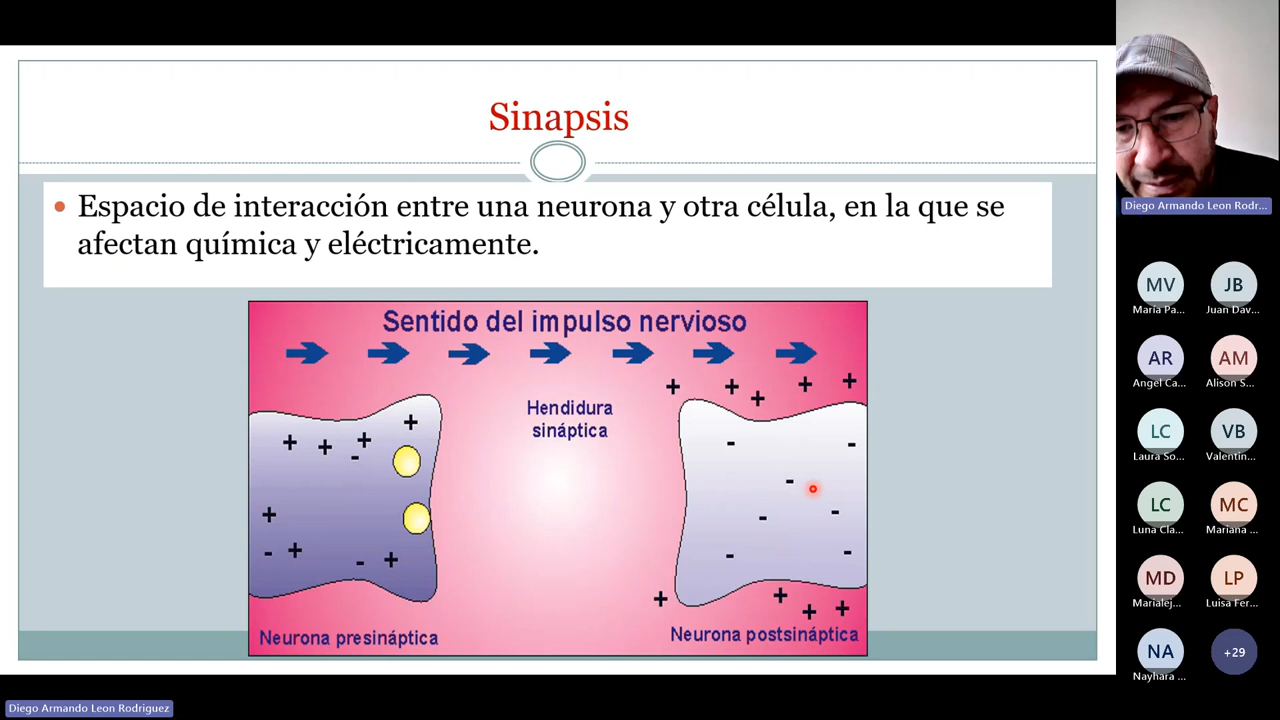 Sinapsis
Espacio de interacción entre una neurona y otra célula, en la que se
afectan química y eléctricamente.
Sentido del impulso nervioso
Hendidura
sináptica
Neurona presináptica
Neurona postsináptica
Diego Armando Leon Rodr...
MV
JB
María Pa...
Juan Dav...
AR
AM
Angel Ca...
Alison S...
LC
VB
Laura So...
Valentin...
LC
MC
Luna Cla...
Mariana ...
MD
LP
Marialej...
Luisa Fer...
NA
+29
Nayhara ...
Diego Armando Leon Rodriguez